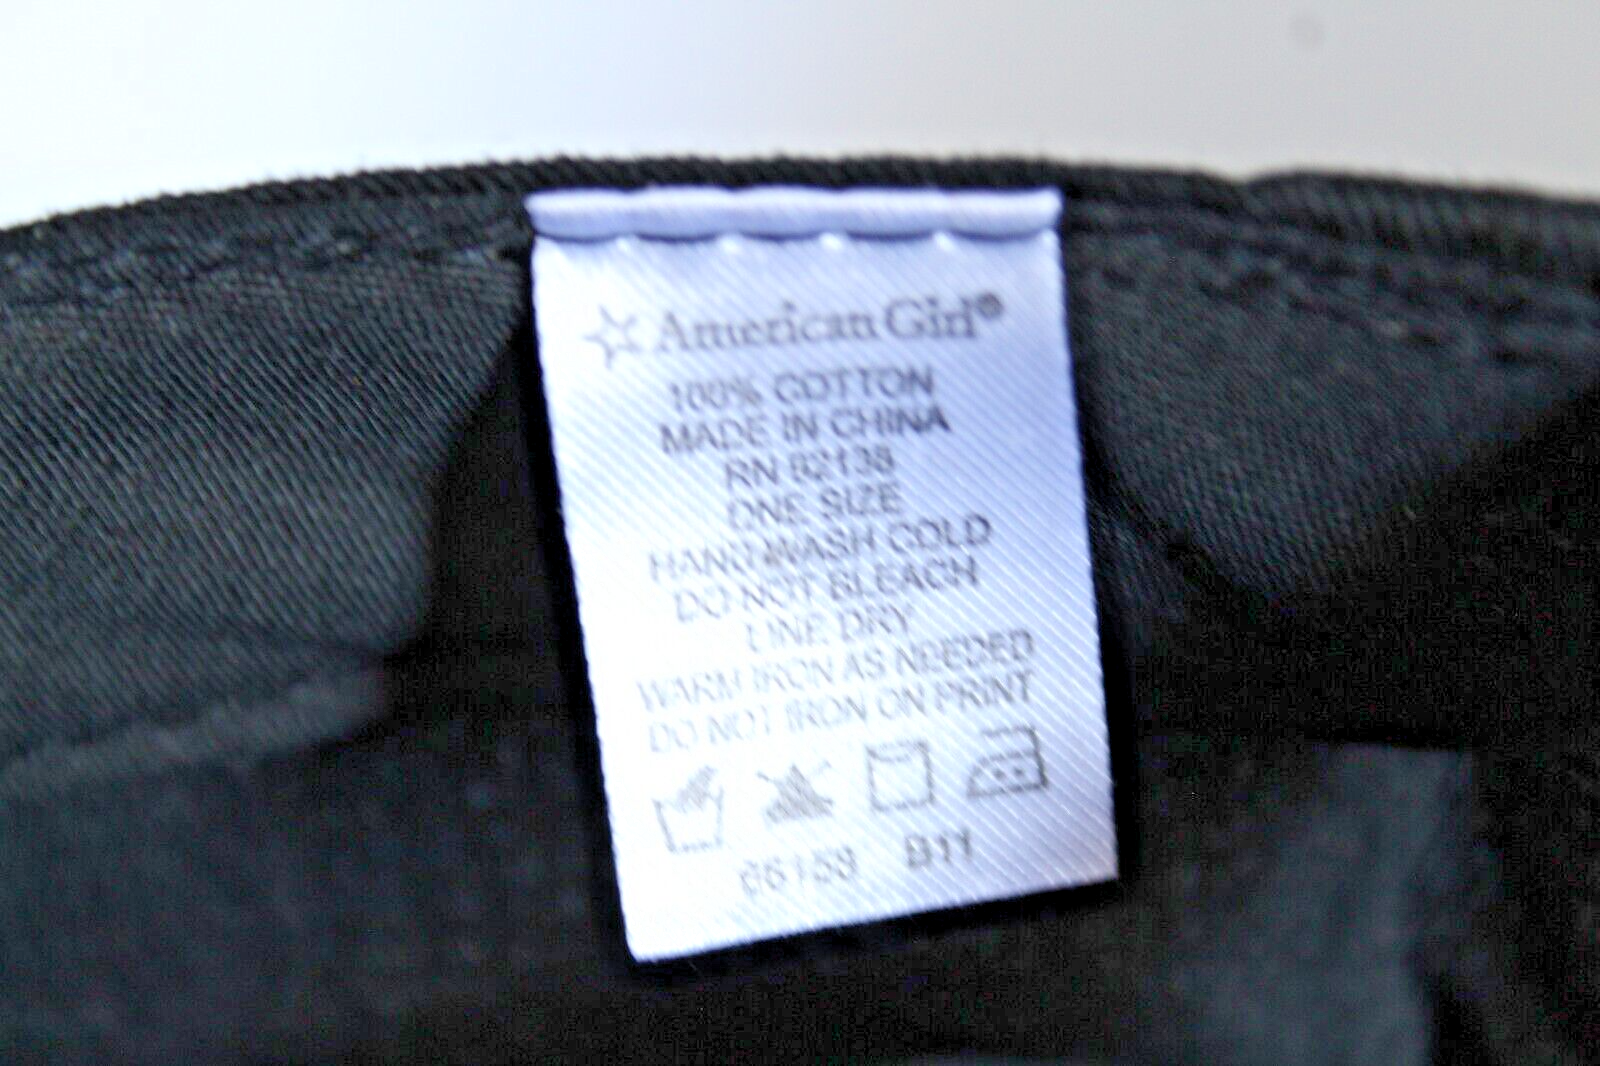 American Girl®
100% COTTON
MADE IN CHINA
RN 92138
ONE SIZE
HAND WASH COLD
DO NOT BLEACH
LINE DRY
WARM IRON AS NEEDED
DO NOT IRON ON PRINT
B11